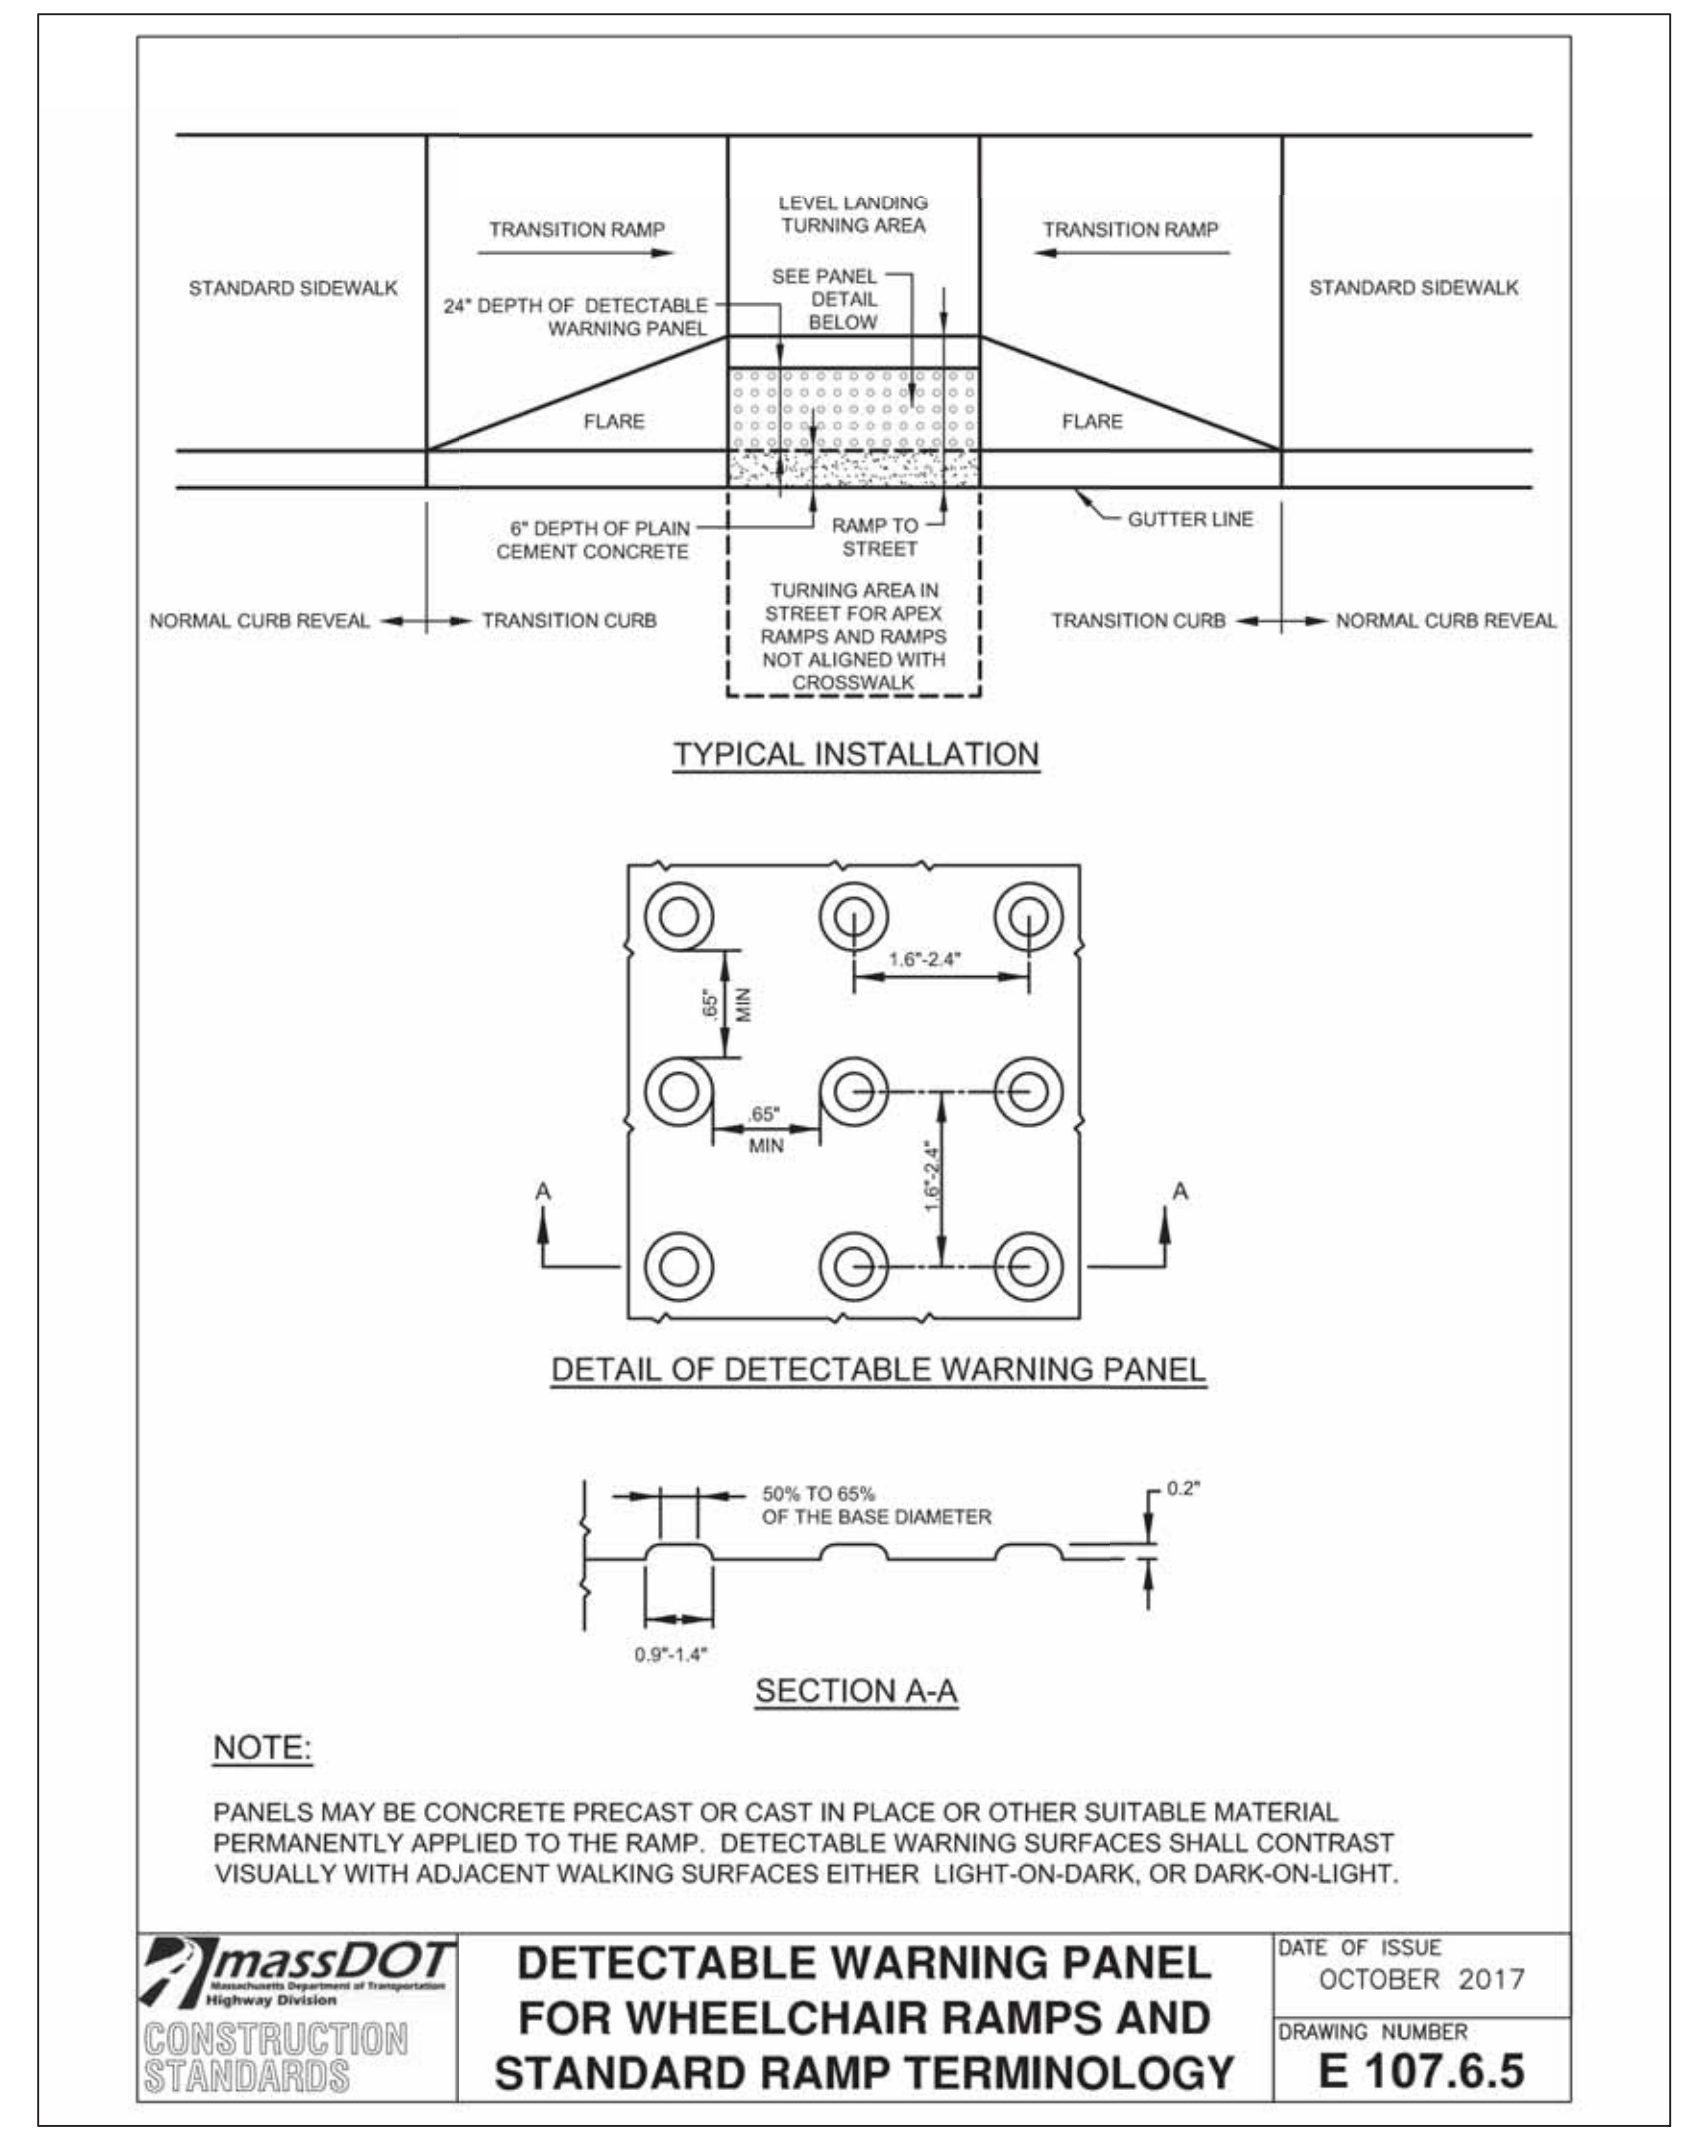 LEVEL LANDING
TURNING AREA
TRANSITION RAMP
TRANSITION RAMP
STANDARD SIDEWALK
STANDARD SIDEWALK
SEE PANEL
DETAIL
BELOW
24" DEPTH OF DETECTABLE
WARNING PANEL
FLARE
FLARE
6" DEPTH OF PLAIN
CEMENT CONCRETE
RAMP TO
STREET
GUTTER LINE
TURNING AREA IN
STREET FOR APEX
RAMPS AND RAMPS
NOT ALIGNED WITH
CROSSWALK
NORMAL CURB REVEAL
TRANSITION CURB
TRANSITION CURB
NORMAL CURB REVEAL
TYPICAL INSTALLATION
1.6"-2.4"
.65"
MIN
.65"
MIN
1.6"-2.4"
A
A
DETAIL OF DETECTABLE WARNING PANEL
50% TO 65%
OF THE BASE DIAMETER
0.2"
0.9"-1.4"
SECTION A-A
NOTE:
PANELS MAY BE CONCRETE PRECAST OR CAST IN PLACE OR OTHER SUITABLE MATERIAL
PERMANENTLY APPLIED TO THE RAMP. DETECTABLE WARNING SURFACES SHALL CONTRAST
VISUALLY WITH ADJACENT WALKING SURFACES EITHER LIGHT-ON-DARK, OR DARK-ON-LIGHT.
massDOT
Massachusetts Department of Transportation
Highway Division
CONSTRUCTION
STANDARDS
DETECTABLE WARNING PANEL
FOR WHEELCHAIR RAMPS AND
STANDARD RAMP TERMINOLOGY
DATE OF ISSUE
OCTOBER 2017
DRAWING NUMBER
E 107.6.5